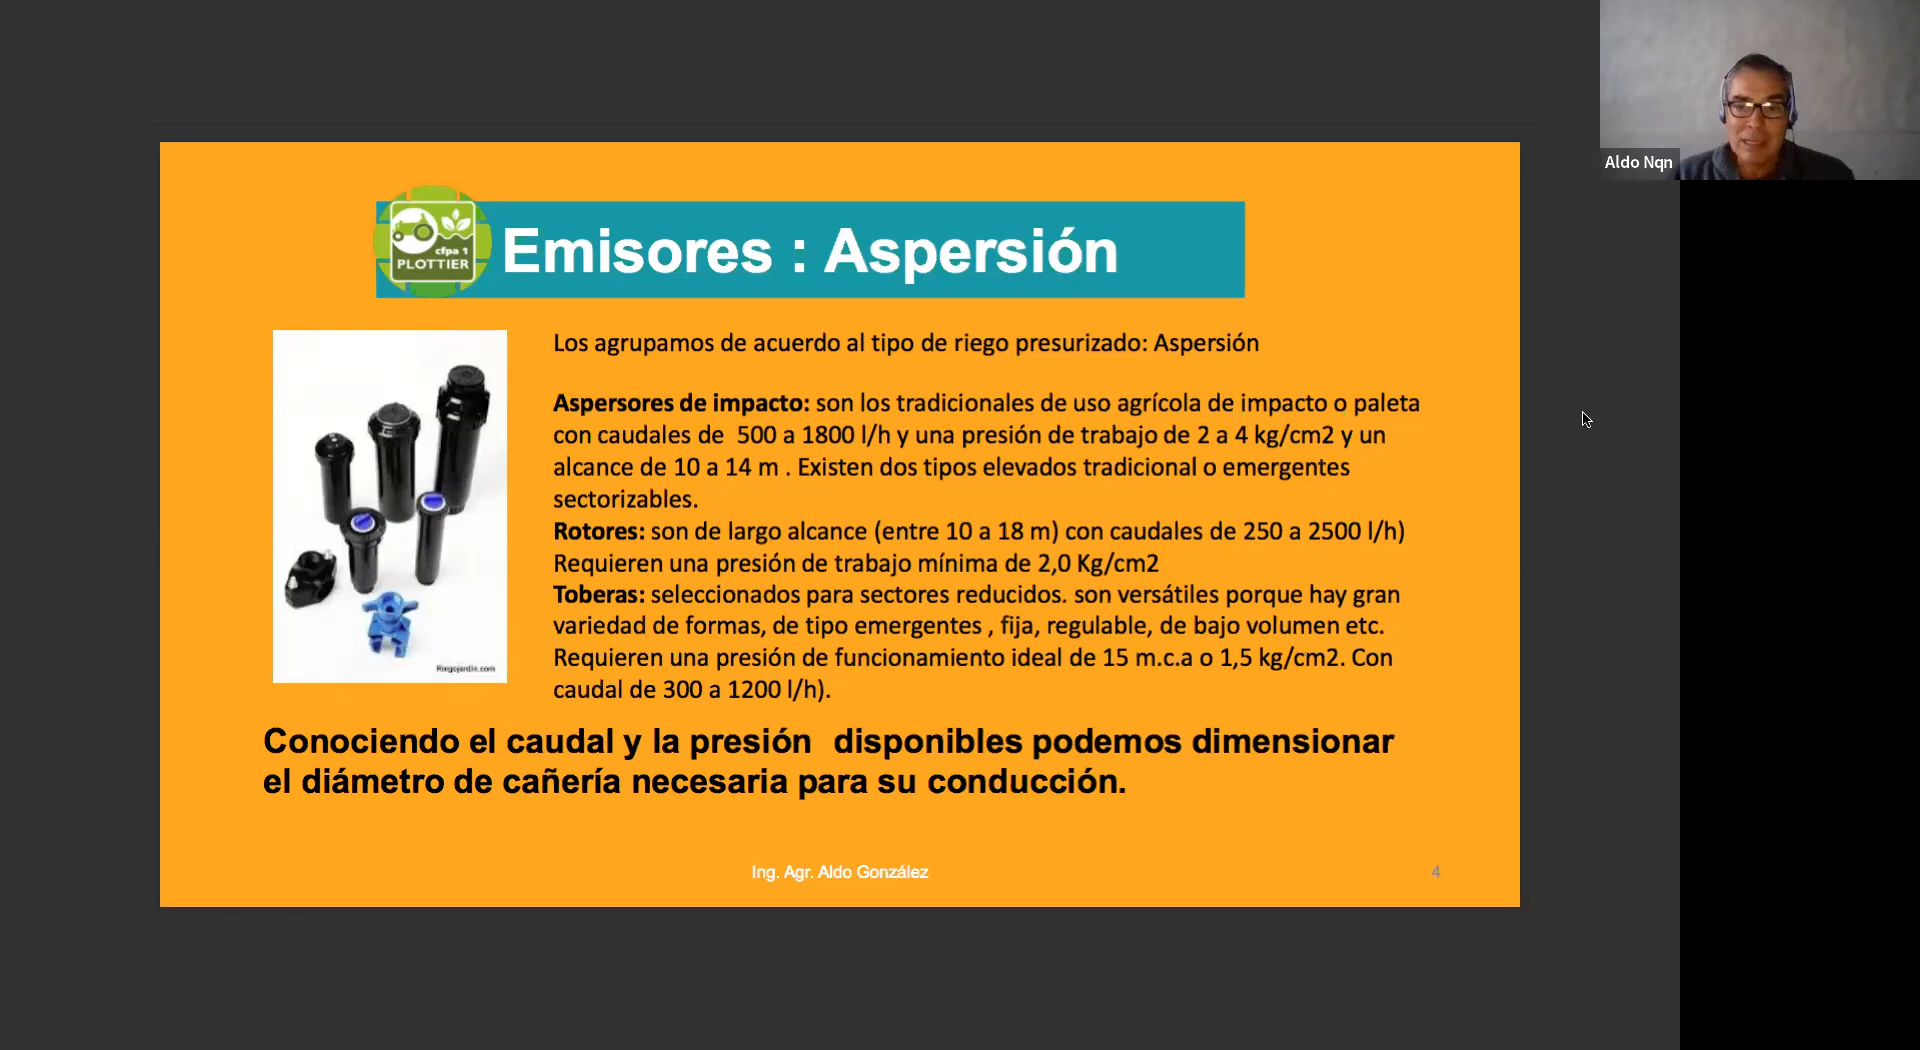 Aldo Nqn
cfpa 1
PLOTTIER
Emisores : Aspersión
Los agrupamos de acuerdo al tipo de riego presurizado: Aspersión
Aspersores de impacto: son los tradicionales de uso agrícola de impacto o paleta
con caudales de 500 a 1800 l/h y una presión de trabajo de 2 a 4 kg/cm2 y un
alcance de 10 a 14 m . Existen dos tipos elevados tradicional o emergentes
sectorizables.
Rotores: son de largo alcance (entre 10 a 18 m) con caudales de 250 a 2500 l/h)
Requieren una presión de trabajo mínima de 2,0 Kg/cm2
Toberas: seleccionados para sectores reducidos. son versátiles porque hay gran
variedad de formas, de tipo emergentes , fija, regulable, de bajo volumen etc.
Requieren una presión de funcionamiento ideal de 15 m.c.a o 1,5 kg/cm2. Con
caudal de 300 a 1200 l/h).
Riegojardin.com
Conociendo el caudal y la presión disponibles podemos dimensionar
el diámetro de cañería necesaria para su conducción.
Ing. Agr. Aldo González
4